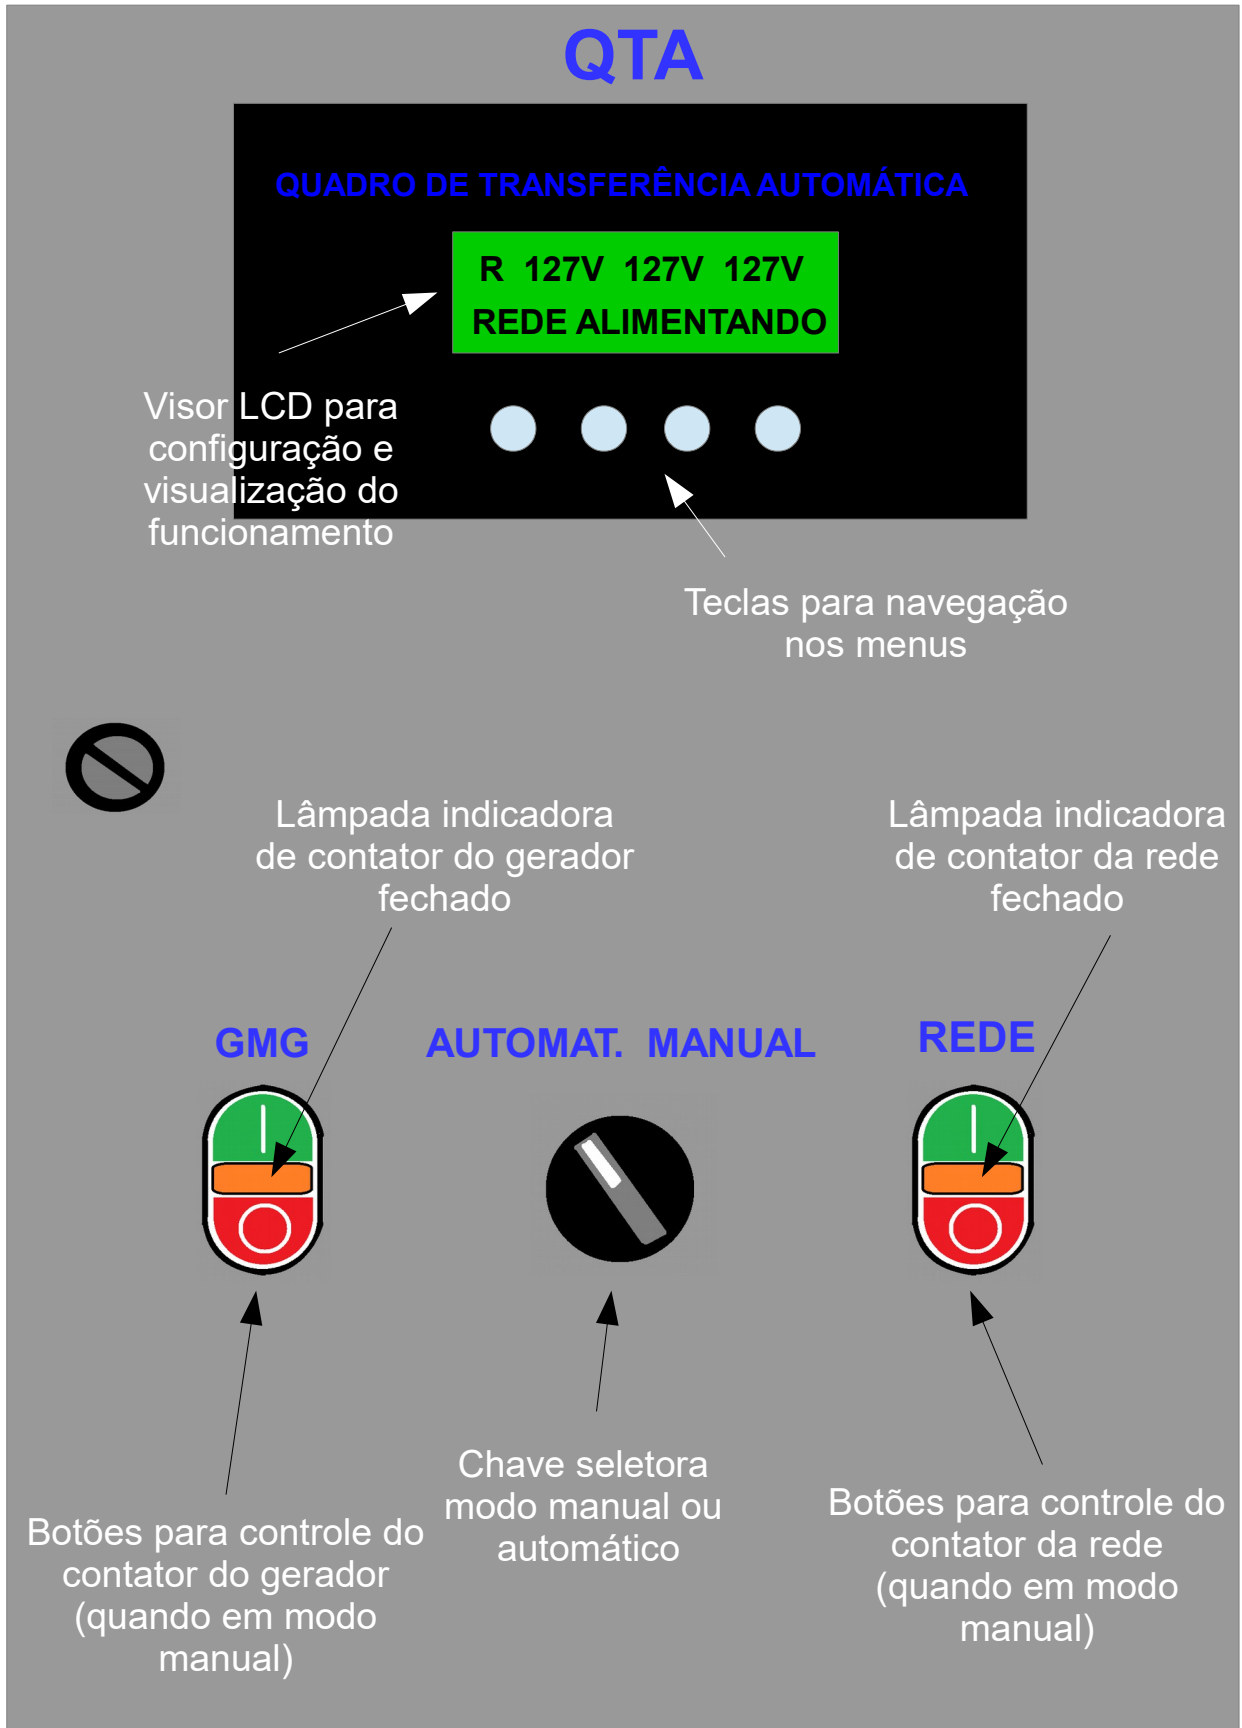 QTA
QUADRO DE TRANSFERÊNCIA AUTOMÁTICA
R 127V 127V 127V
REDE ALIMENTANDO
Visor LCD para
configuração e
visualização do
funcionamento
Teclas para navegação
nos menus
Lâmpada indicadora
de contator do gerador
fechado
Lâmpada indicadora
de contator da rede
fechado
GMG
AUTOMAT. MANUAL
REDE
Botões para controle do
contator do gerador
(quando em modo
manual)
Chave seletora
modo manual ou
automático
Botões para controle do
contator da rede
(quando em modo
manual)